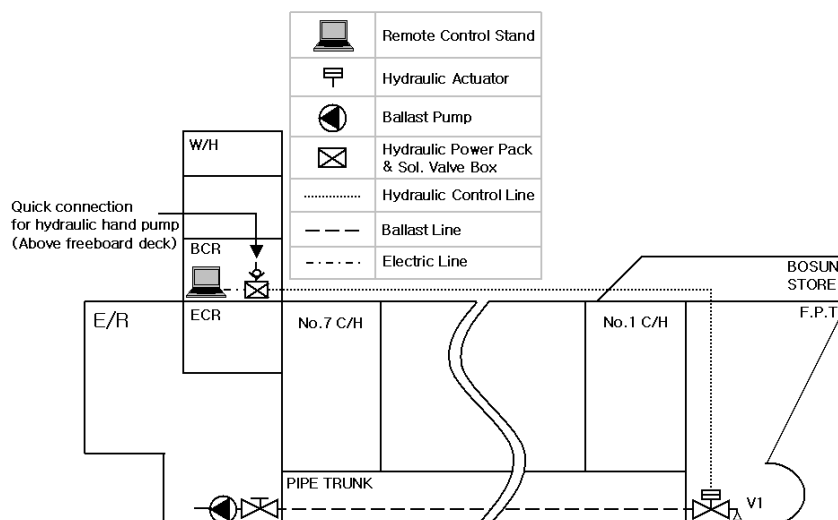 Remote Control Stand
Hydraulic Actuator
Ballast Pump
Hydraulic Power Pack
& Sol. Valve Box
Hydraulic Control Line
Ballast Line
Electric Line
W/H
Quick connection
for hydraulic hand pump
(Above freeboard deck)
BCR
BOSUN
STORE
E/R
ECR
No.7 C/H
No.1 C/H
F.P.T
PIPE TRUNK
V1